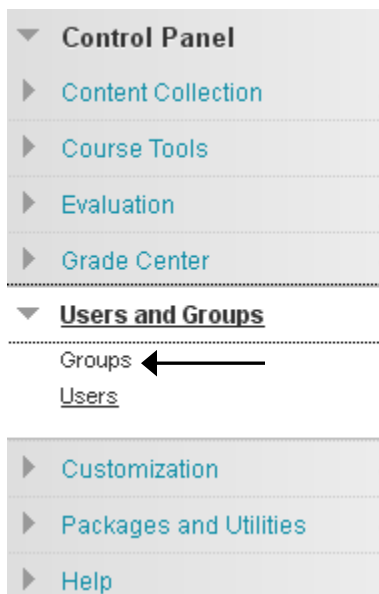 Control Panel
Content Collection
Course Tools
Evaluation
Grade Center
Users and Groups
Groups
Users
Customization
Packages and Utilities
Help